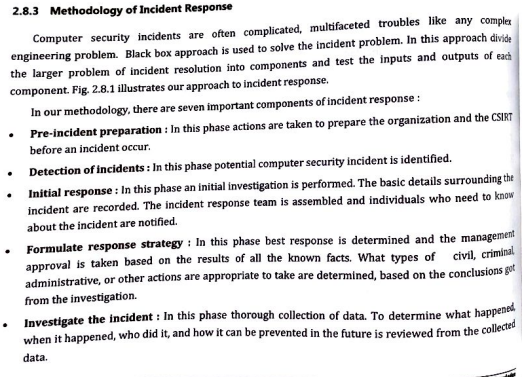 2.8.3 Methodology of Incident Response
Computer security incidents are often complicated, multifaceted troubles like any complex
engineering problem. Black box approach is used to solve the incident problem. In this approach divide
the larger problem of incident resolution into components and test the inputs and outputs of each
component. Fig. 2.8.1 illustrates our approach to incident response.
In our methodology, there are seven important components of incident response :
• Pre-incident preparation : In this phase actions are taken to prepare the organization and the CSIRT
before an incident occur.
• Detection of incidents : In this phase potential computer security incident is identified.
• Initial response : In this phase an initial investigation is performed. The basic details surrounding the
incident are recorded. The incident response team is assembled and individuals who need to know
about the incident are notified.
• Formulate response strategy : In this phase best response is determined and the management
approval is taken based on the results of all the known facts. What types of civil, criminal,
administrative, or other actions are appropriate to take are determined, based on the conclusions got
from the investigation.
• Investigate the incident : In this phase thorough collection of data. To determine what happened,
when it happened, who did it, and how it can be prevented in the future is reviewed from the collected
data.